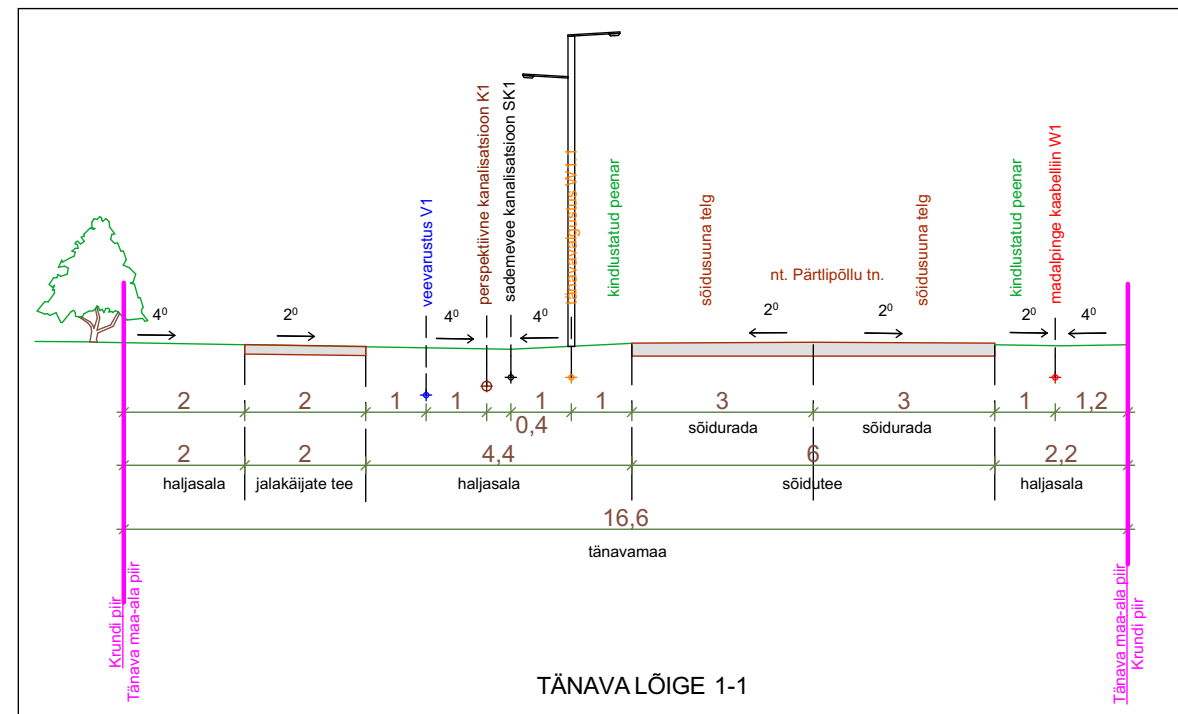 veevarustus V1
perspektiivne kanalisatsioon K1
sademevee kanalisatsioon SK1
tänavavalgustus W1.1
kindlustatud peenar
sõidusuuna telg
nt. Pärtlipõllu tn.
sõidusuuna telg
kindlustatud peenar
madalpinge kaabelliin W1
4⁰
2⁰
4⁰
4⁰
2⁰
2⁰
2⁰
4⁰
2
2
1
1
0,4
1
1
3
3
1
1,2
sõidurada
sõidurada
2
2
4,4
6
2,2
haljasala
jalakäijate tee
haljasala
sõidutee
haljasala
16,6
tänavamaa
Krundi piir
Tänava maa-ala piir
Tänava maa-ala piir
Krundi piir
TÄNAVA LÕIGE 1-1